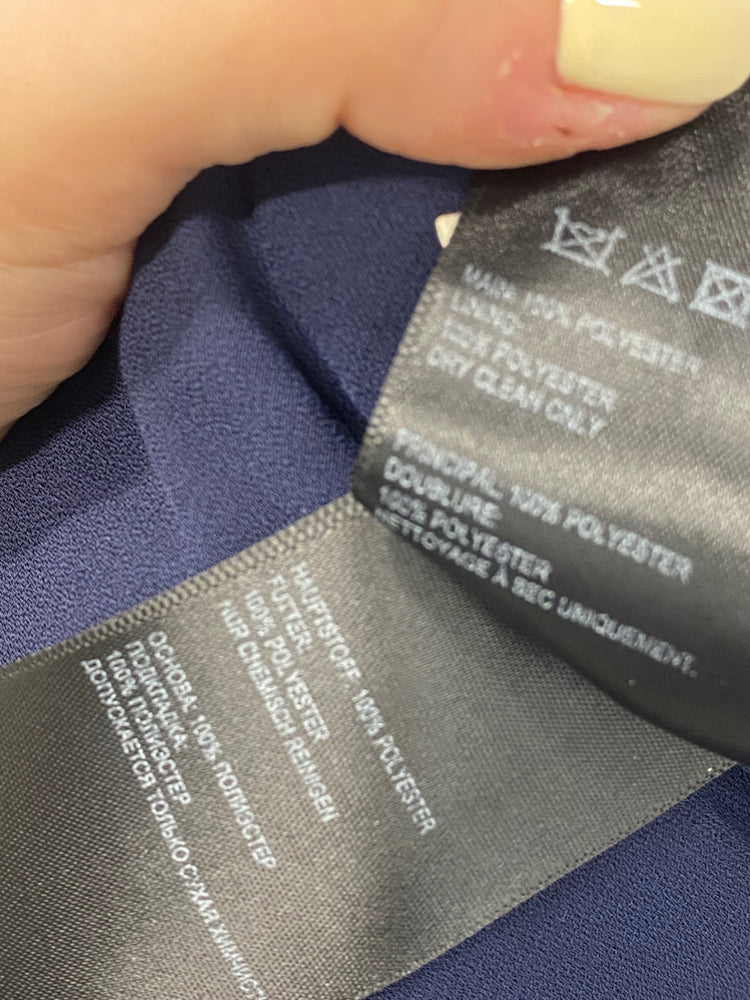 MAIN: 100% POLYESTER
LINING:
100% POLYESTER
DRY CLEAN ONLY
PRINCIPAL: 100% POLYESTER
DOUBLURE
100% POLYESTER
NETTOYAGE À SEC UNIQUEMENT.
HAUPTSTOFF: 100% POLYESTER
FUTTER:
100% POLYESTER
NUR CHEMISCH REINIGEN
ОСНОВА: 100% ПОЛИЭСТЕР
ПОДКЛАДКА:
100% ПОЛИЭСТЕР
ДОПУСКАЕТСЯ ТОЛЬКО СУХАЯ